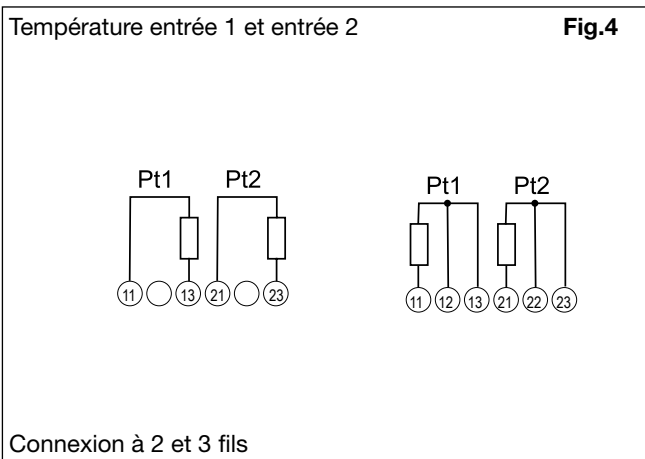 Température entrée 1 et entrée 2 Fig.4
Pt1 Pt2 Pt1 Pt2
11 13 21 23 11 12 13 21 22 23
Connexion à 2 et 3 fils